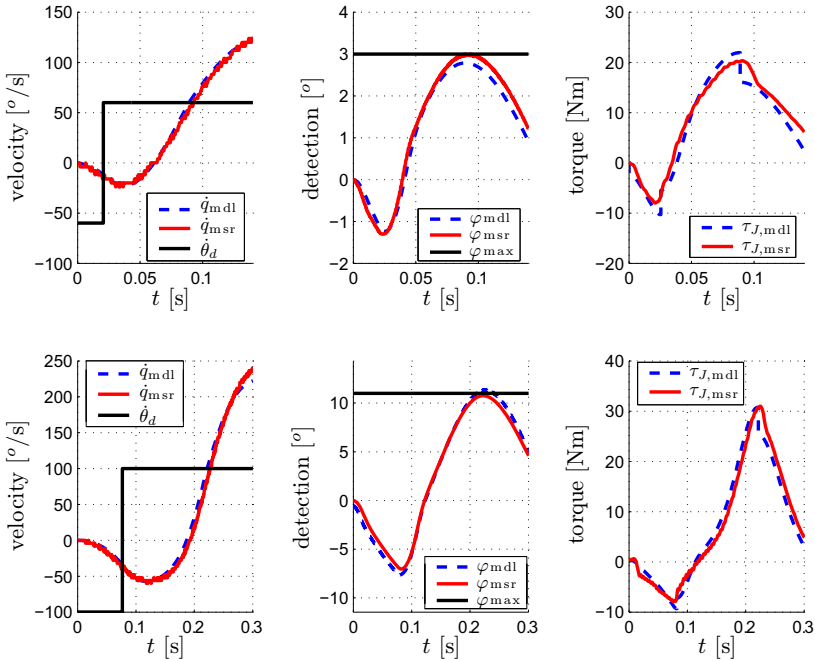 velocity [°/s]
150
100
50
0
−50
−100
0
0.05
0.1
t [s]
q̇mdl
q̇msr
θ̇d
detection [°]
4
3
2
1
0
−1
−2
0
0.05
0.1
t [s]
φmdl
φmsr
φmax
torque [Nm]
30
20
10
0
−10
−20
0
0.05
0.1
t [s]
τJ,mdl
τJ,msr
velocity [°/s]
250
200
150
100
50
0
−50
−100
0
0.1
0.2
0.3
t [s]
q̇mdl
q̇msr
θ̇d
detection [°]
10
5
0
−5
−10
0
0.1
0.2
0.3
t [s]
φmdl
φmsr
φmax
torque [Nm]
40
30
20
10
0
−10
0
0.1
0.2
0.3
t [s]
τJ,mdl
τJ,msr